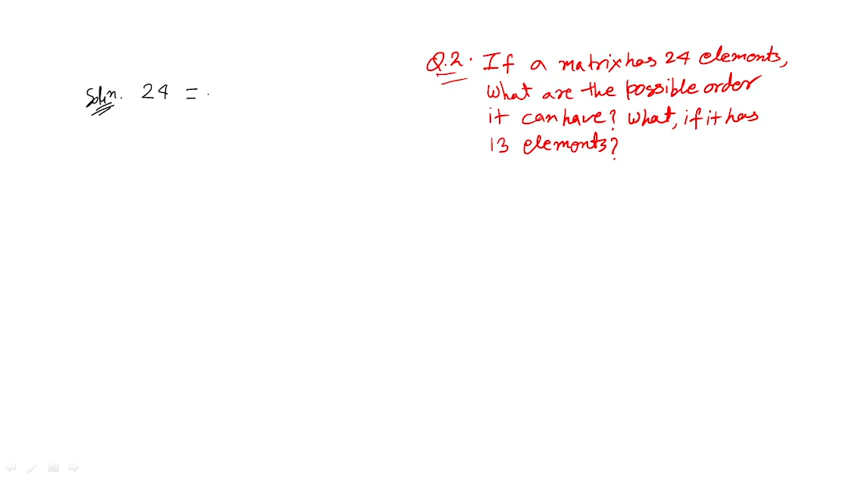 Q.2. If a matrix has 24 elements,
what are the possible order
it can have? what, if it has
13 elements?
Soln. 24 =